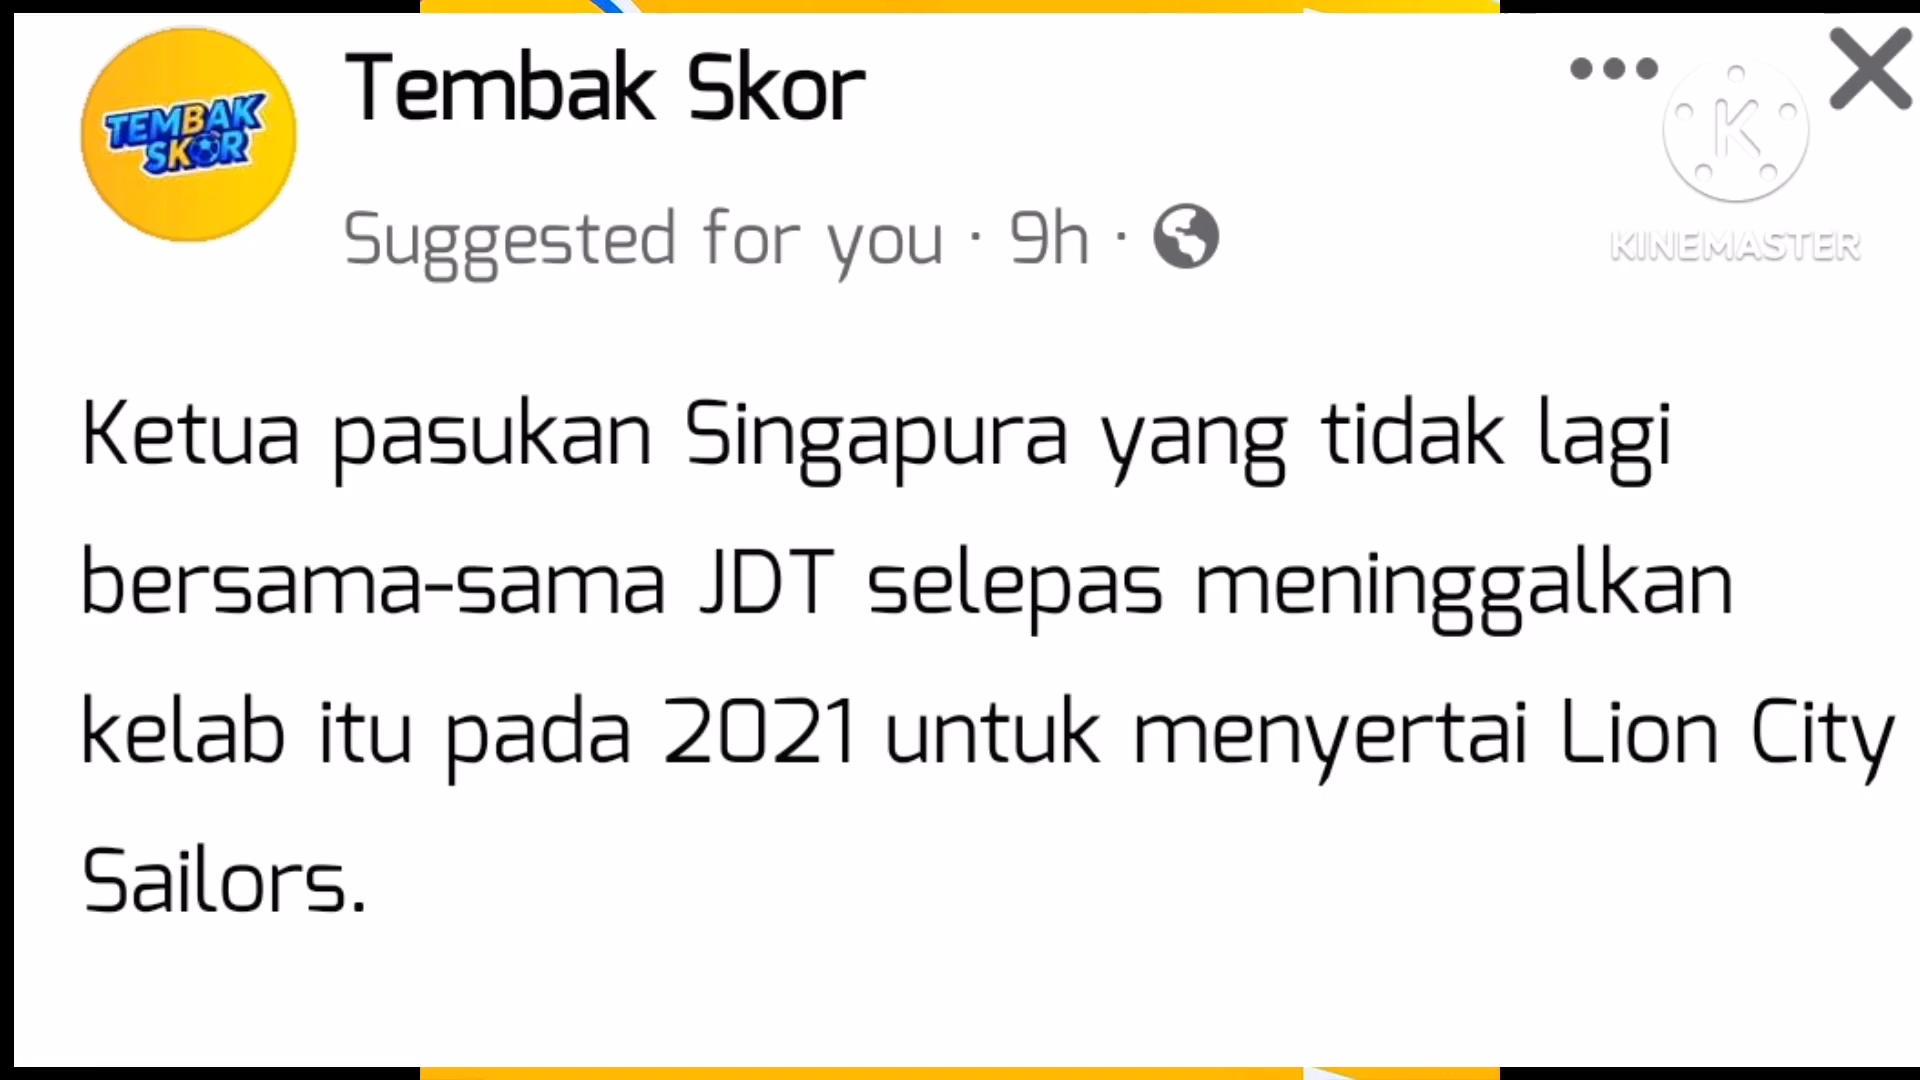 TEMBAK
SKOR
Tembak Skor
Suggested for you · 9h ·
K
KINEMASTER
Ketua pasukan Singapura yang tidak lagi
bersama-sama JDT selepas meninggalkan
kelab itu pada 2021 untuk menyertai Lion City
Sailors.